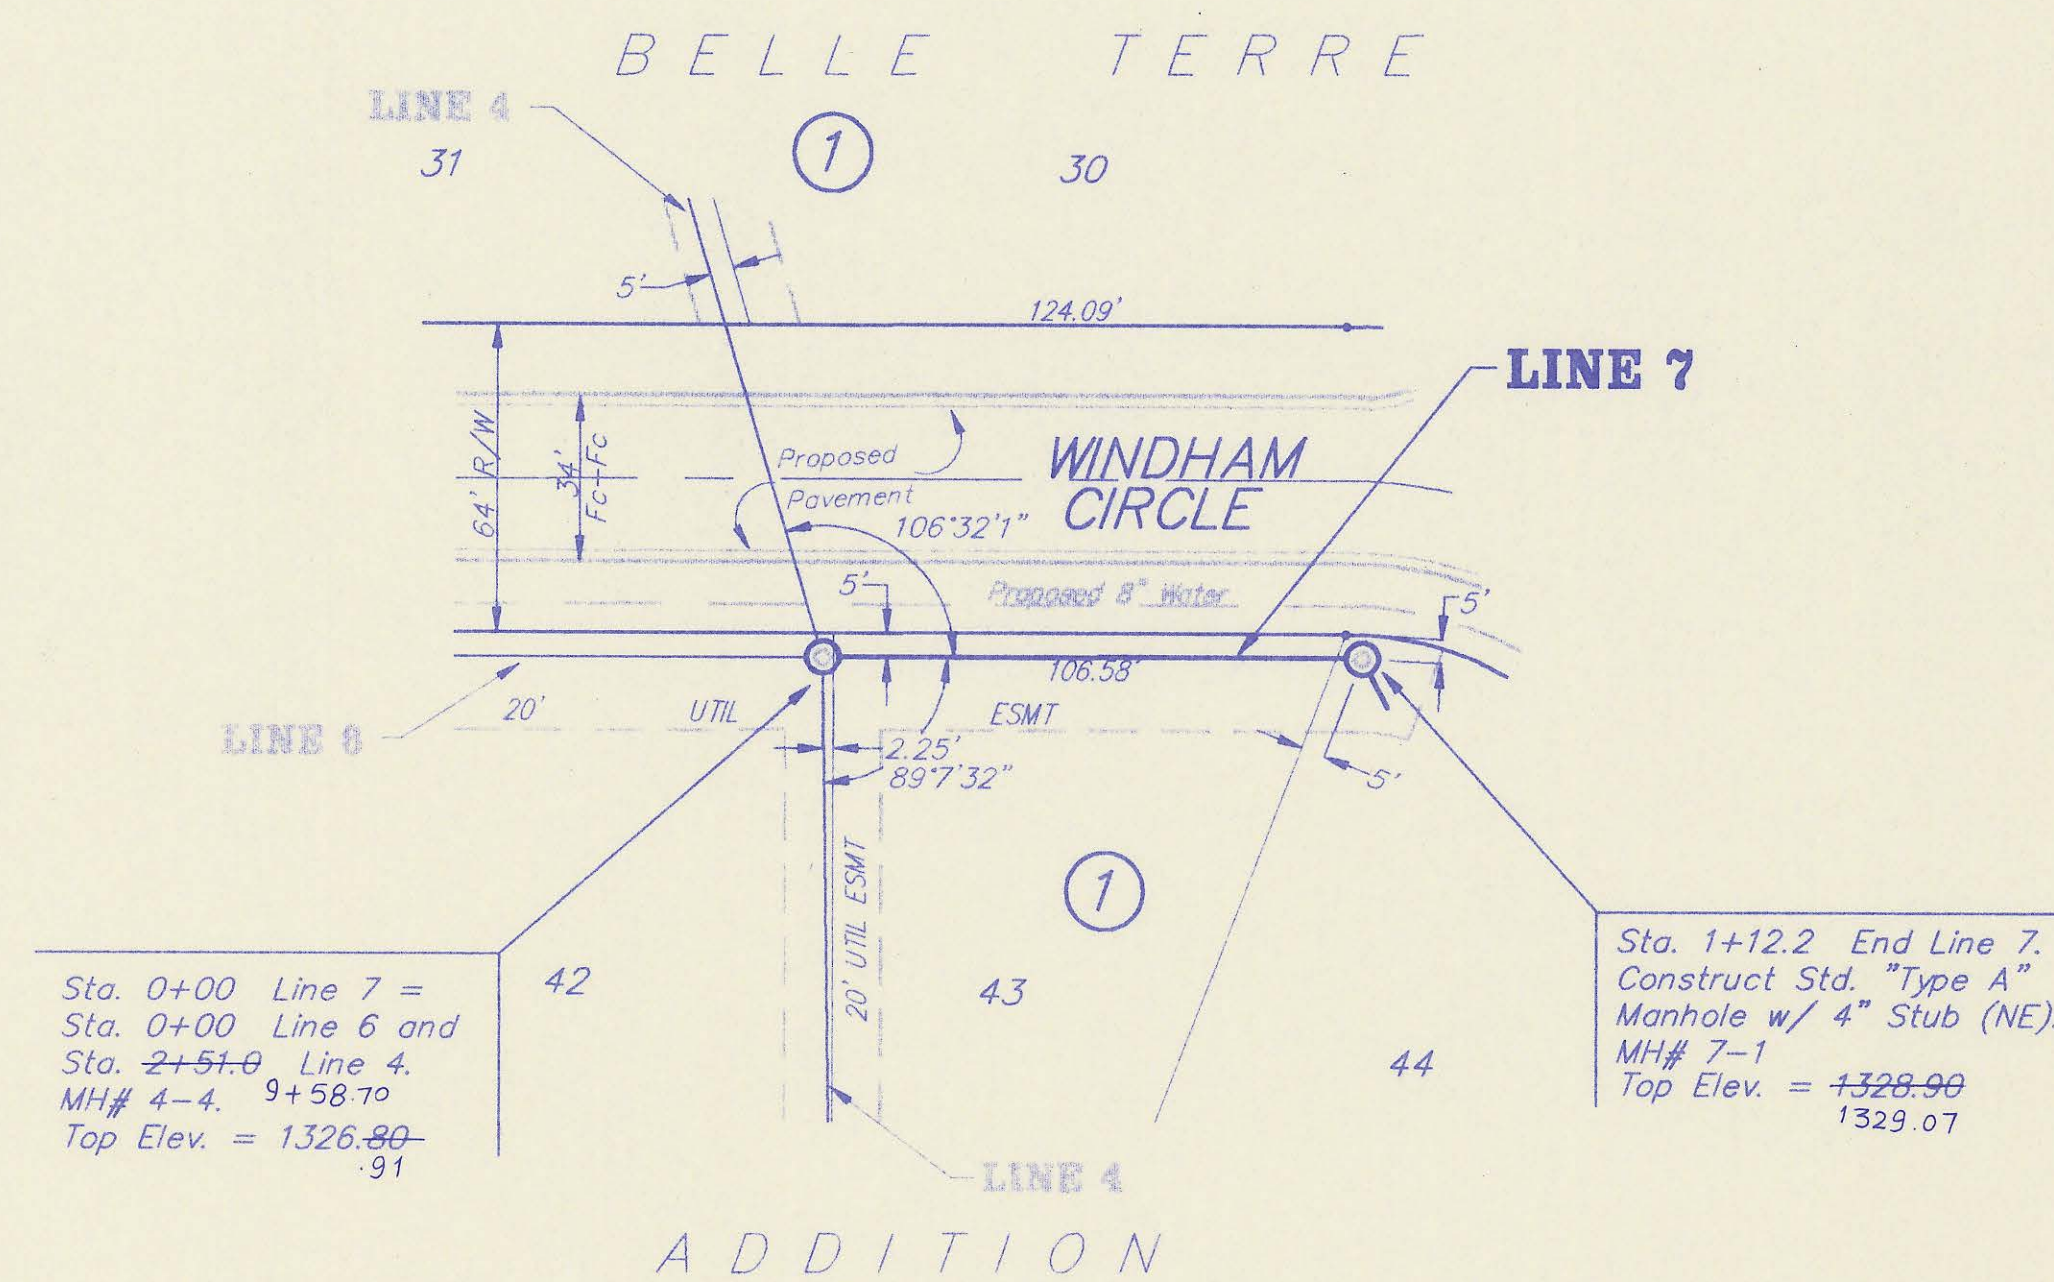 BELLE TERRE
LINE 4
31
1
30
5'
124.09'
LINE 7
64' R/W
34'
Fc-Fc
Proposed
Pavement
WINDHAM
CIRCLE
106°32'1"
5'
Proposed 8" Water
5'
106.58'
20' UTIL ESMT
LINE 6
2.25'
89°7'32"
5'
20' UTIL ESMT
1
42
43
44
Sta. 0+00 Line 7 =
Sta. 0+00 Line 6 and
Sta. 2+51.0 Line 4.
MH# 4-4. 9+58.70
Top Elev. = 1326.80
.91
Sta. 1+12.2 End Line 7.
Construct Std. "Type A"
Manhole w/ 4" Stub (NE).
MH# 7-1
Top Elev. = 1328.90
1329.07
LINE 4
ADDITION